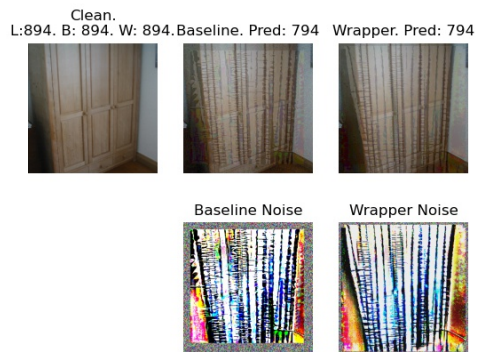 Clean.
L:894. B: 894. W: 894.
Baseline. Pred: 794
Wrapper. Pred: 794
Baseline Noise
Wrapper Noise